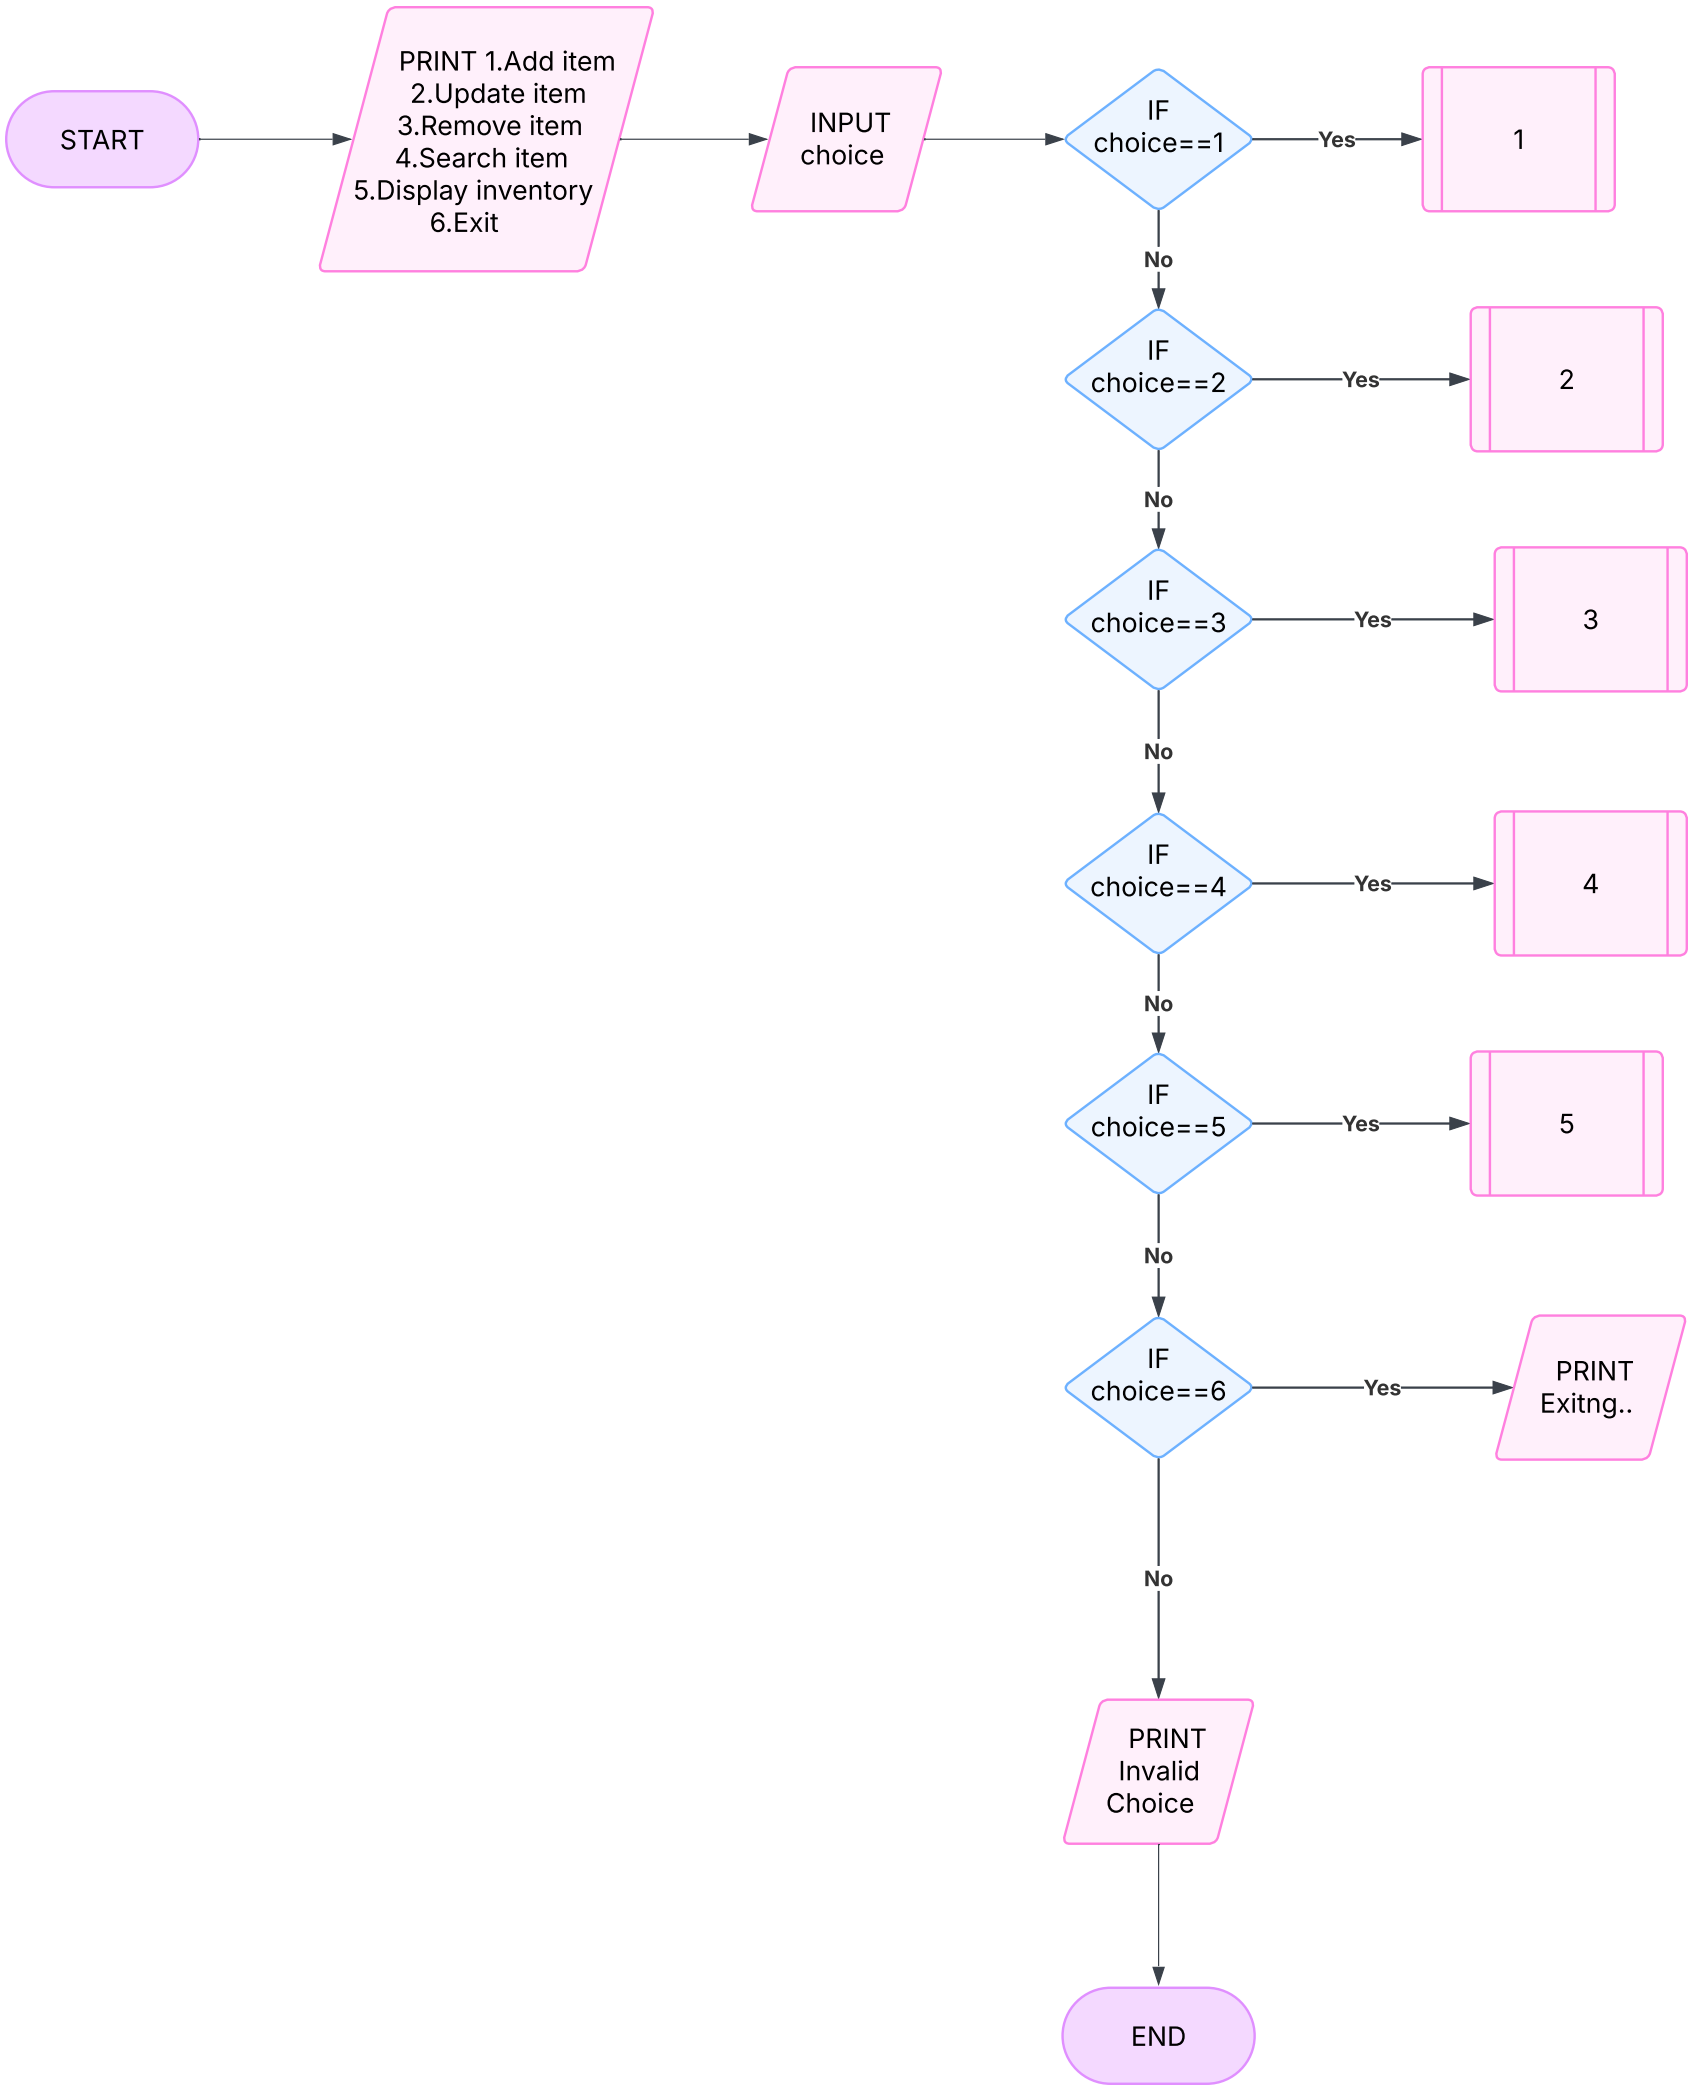 START
PRINT 1.Add item
2.Update item
3.Remove item
4.Search item
5.Display inventory
6.Exit
INPUT
choice
IF
choice==1
Yes
1
No
IF
choice==2
Yes
2
No
IF
choice==3
Yes
3
No
IF
choice==4
Yes
4
No
IF
choice==5
Yes
5
No
IF
choice==6
Yes
PRINT
Exitng..
No
PRINT
Invalid
Choice
END